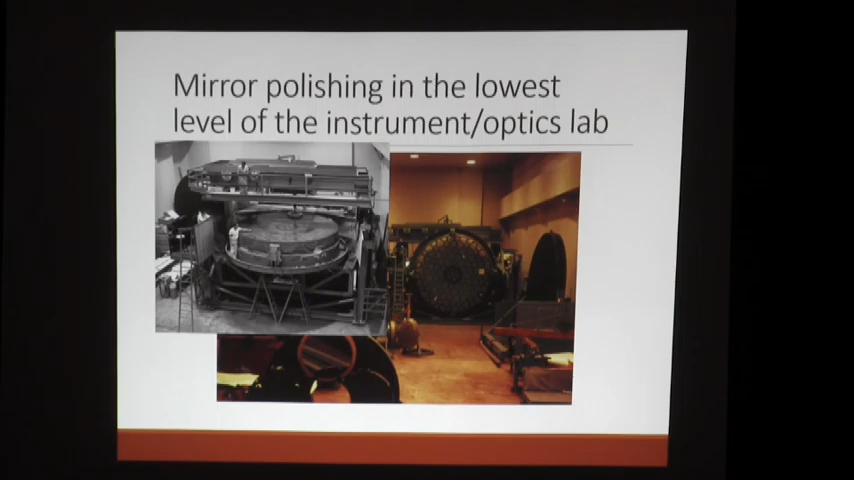 Mirror polishing in the lowest
level of the instrument/optics lab